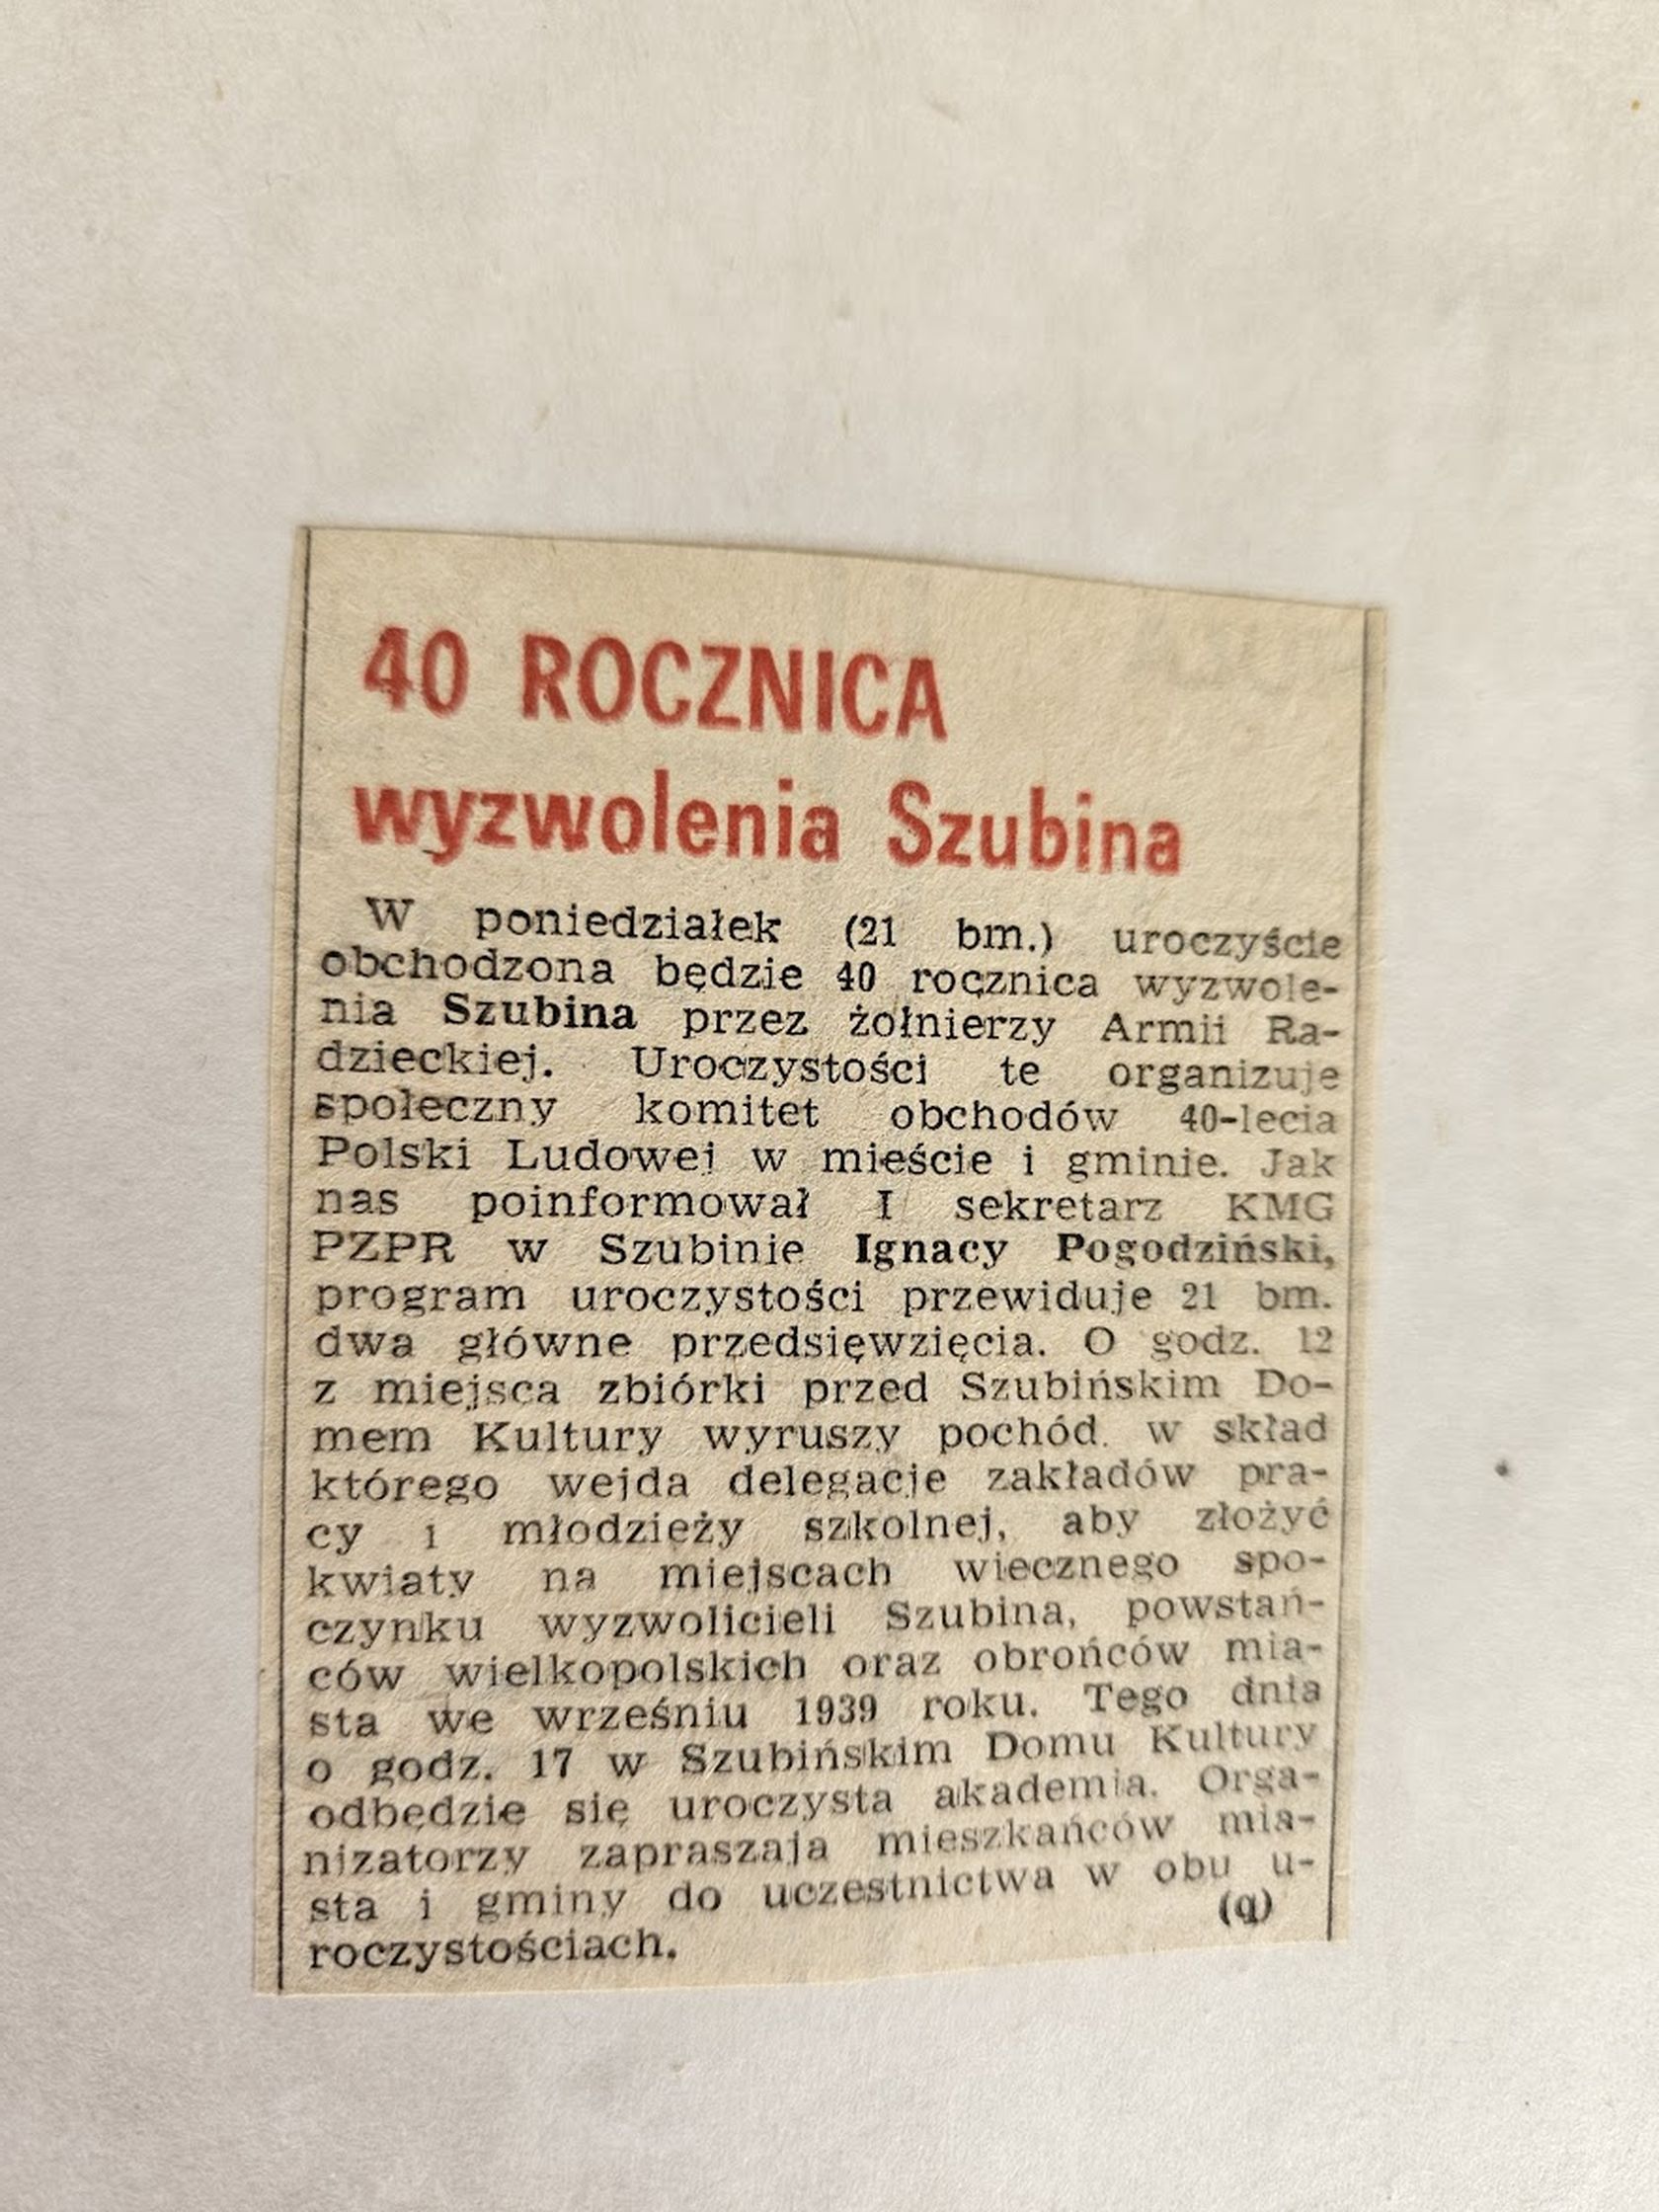 40 ROCZNICA
wyzwolenia Szubina
W poniedziałek (21 bm.) uroczyście
obchodzona będzie 40 rocznica wyzwole-
nia Szubina przez żołnierzy Armii Ra-
dzieckiej. Uroczystości te organizuje
społeczny komitet obchodów 40-lecia
Polski Ludowej w mieście i gminie. Jak
nas poinformował I sekretarz KMG
PZPR w Szubinie Ignacy Pogodziński,
program uroczystości przewiduje 21 bm.
dwa główne przedsięwzięcia. O godz. 12
z miejsca zbiórki przed Szubińskim Do-
mem Kultury wyruszy pochód. w skład
którego wejda delegacje zakładów pra-
cy i młodzieży szkolnej, aby złożyć
kwiaty na miejscach wiecznego spo-
czynku wyzwolicieli Szubina, powstań-
ców wielkopolskich oraz obrońców mia-
sta we wrześniu 1939 roku. Tego dnia
o godz. 17 w Szubińskim Domu Kultury
odbędzie się uroczysta akademia. Orga-
nizatorzy zapraszają mieszkańców mia-
sta i gminy do uczestnictwa w obu u-
roczystościach. (q)